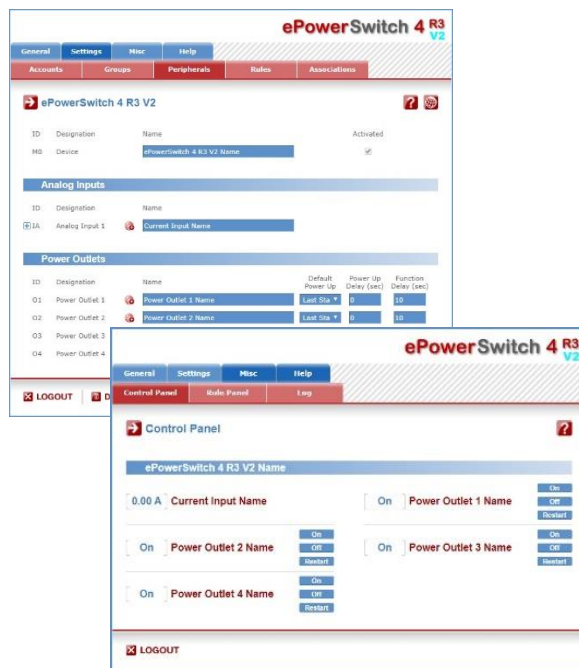 ePowerSwitch 4 R3 V2
General Settings Misc Help
Accounts Groups Peripherals Rules Associations
ePowerSwitch 4 R3 V2
ID Designation Name Activated
M0 Device ePowerSwitch 4 R3 V2 Name
Analog Inputs
ID Designation Name
IA Analog Input 1 Current Input Name
Power Outlets
ID Designation Name Default Power Up Power Up Delay (sec) Function Delay (sec)
O1 Power Outlet 1 Power Outlet 1 Name Last Sta 0 10
O2 Power Outlet 2 Power Outlet 2 Name Last Sta 0 10
O3 Power Outlet 3
O4 Power Outlet 4
LOGOUT D
ePowerSwitch 4 R3 V2
General Settings Misc Help
Control Panel Rule Panel Log
Control Panel
ePowerSwitch 4 R3 V2 Name
0.00 A Current Input Name
On Power Outlet 1 Name On Off Restart
On Power Outlet 2 Name On Off Restart
On Power Outlet 3 Name On Off Restart
On Power Outlet 4 Name On Off Restart
LOGOUT